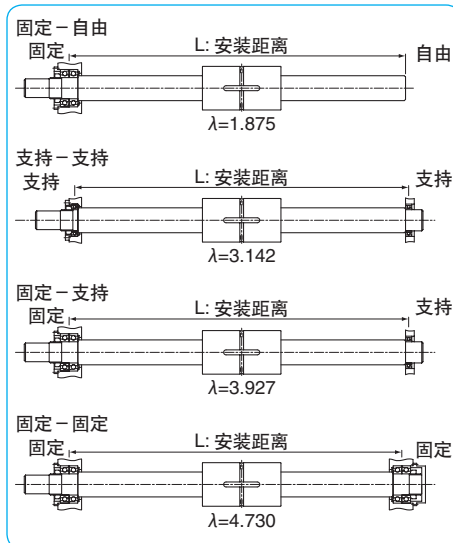 固定－自由
固定
L: 安装距离
自由
λ=1.875
支持－支持
支持
L: 安装距离
支持
λ=3.142
固定－支持
固定
L: 安装距离
支持
λ=3.927
固定－固定
固定
L: 安装距离
固定
λ=4.730